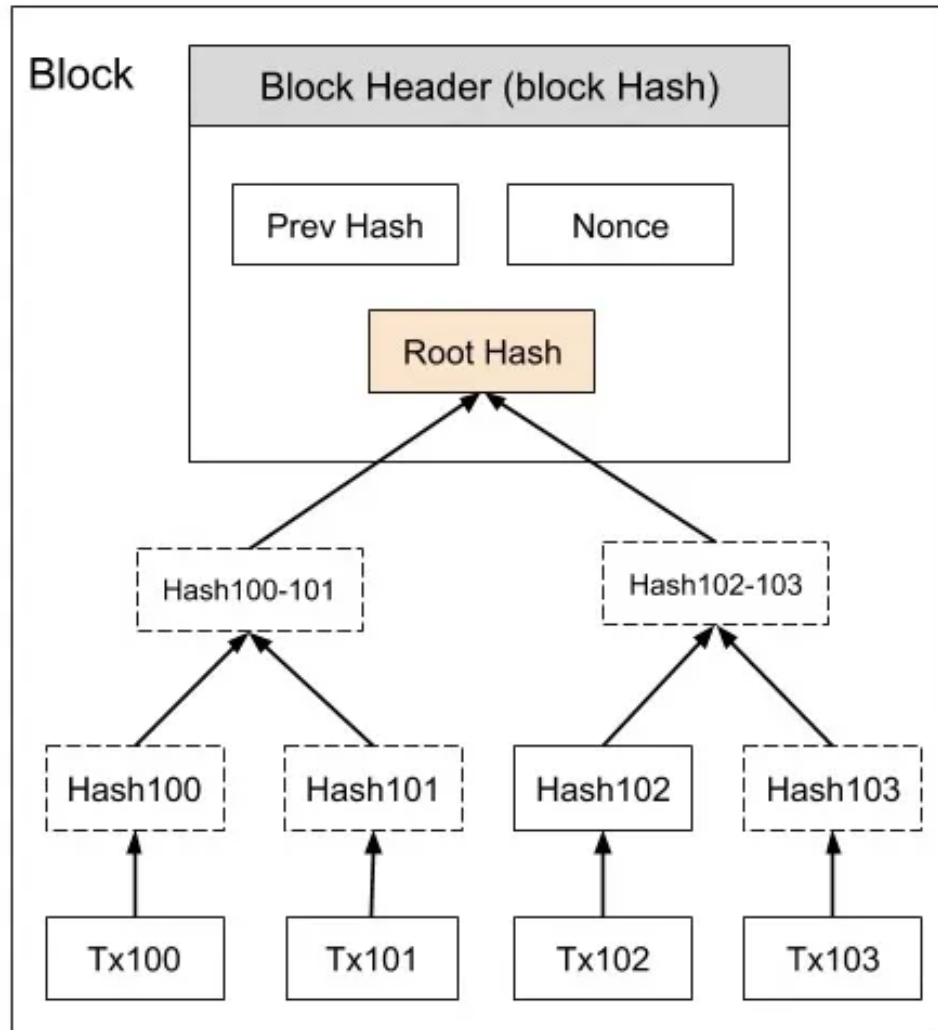 Block
Block Header (block Hash)
Prev Hash
Nonce
Root Hash
Hash100-101
Hash102-103
Hash100
Hash101
Hash102
Hash103
Tx100
Tx101
Tx102
Tx103